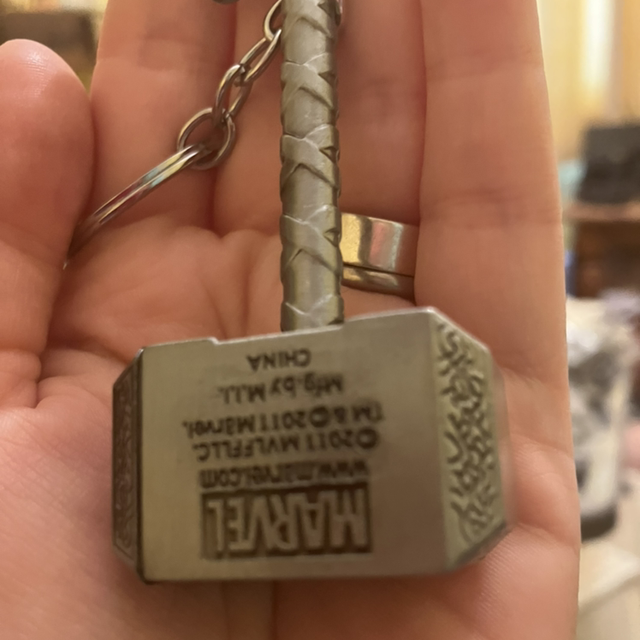 MARVEL
www.marvel.com
©2011 MVLFFLLC.
TM & ©2011 Marvel.
Mfg. by M.I.I.
CHINA